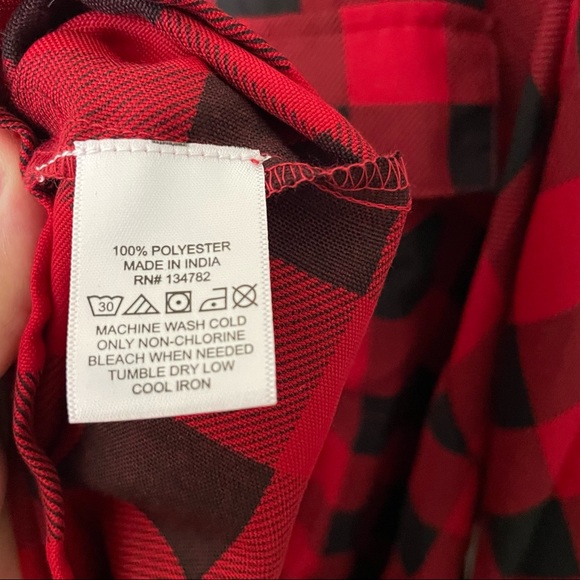 100% POLYESTER
MADE IN INDIA
RN# 134782
30
MACHINE WASH COLD
ONLY NON-CHLORINE
BLEACH WHEN NEEDED
TUMBLE DRY LOW
COOL IRON